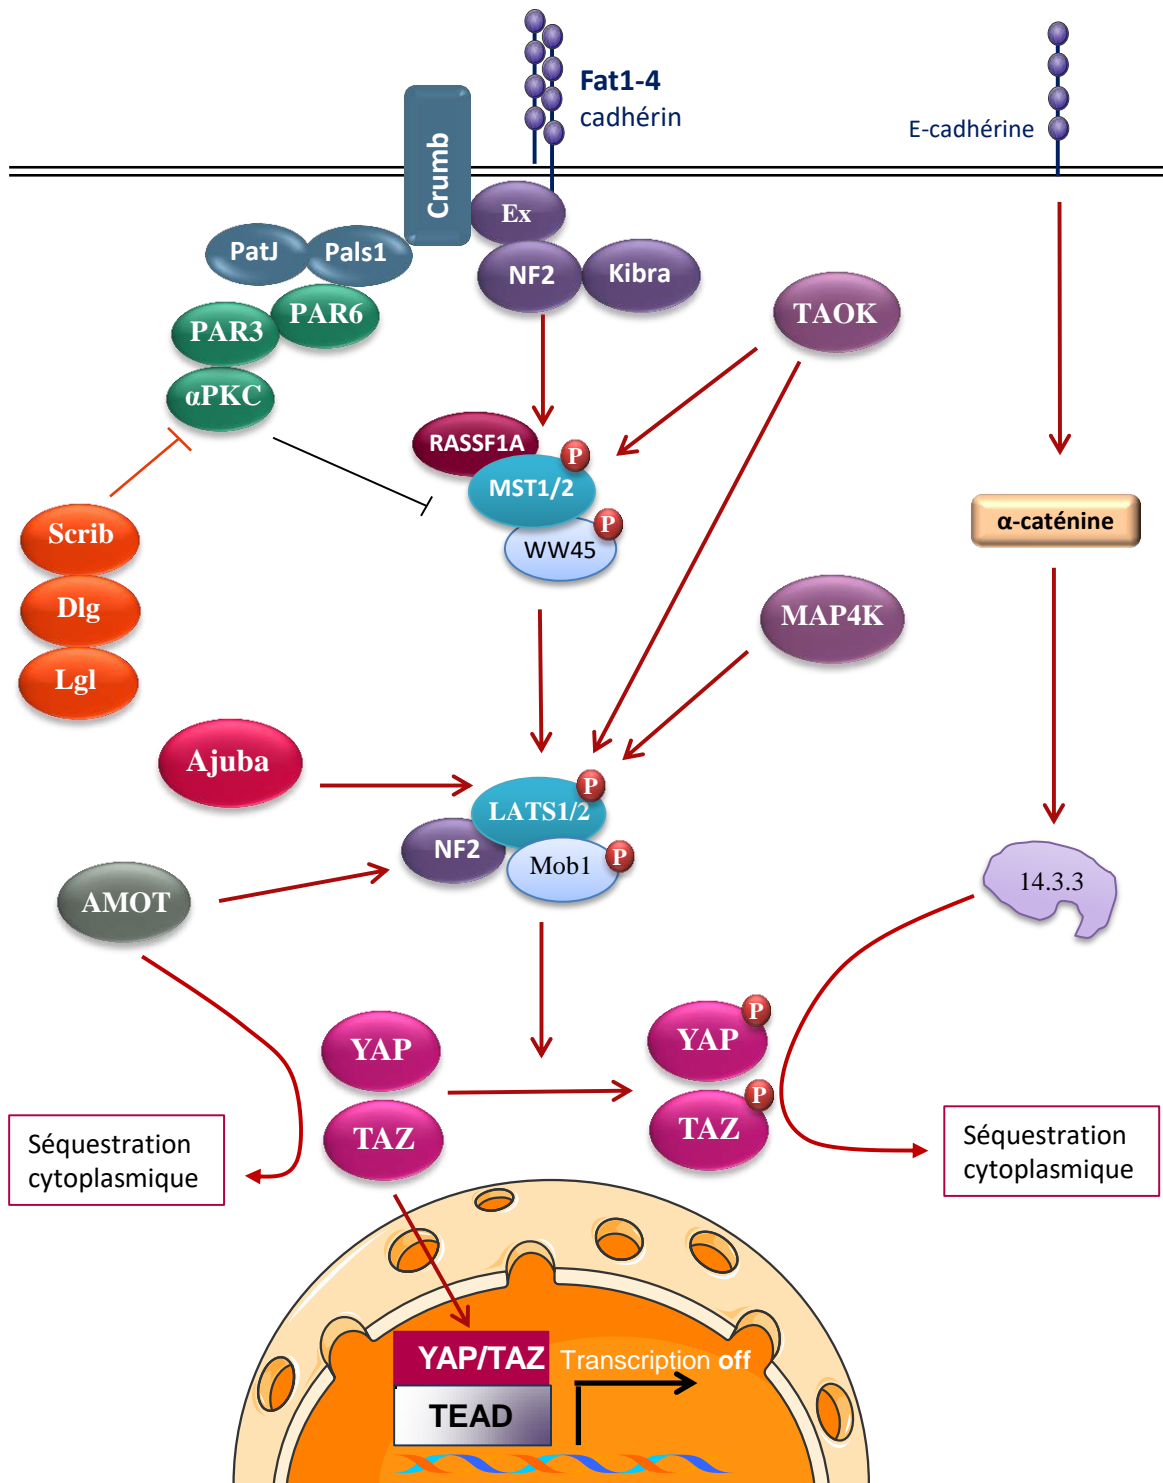 Fat1-4
cadhérin
E-cadhérine
Crumb
Ex
PatJ
Pals1
NF2
Kibra
PAR3
PAR6
TAOK
αPKC
RASSF1A
P
MST1/2
P
WW45
α-caténine
Scrib
Dlg
Lgl
MAP4K
Ajuba
P
LATS1/2
NF2
Mob1
P
AMOT
14.3.3
YAP
TAZ
P
YAP
P
TAZ
Séquestration
cytoplasmique
Séquestration
cytoplasmique
YAP/TAZ
Transcription off
TEAD